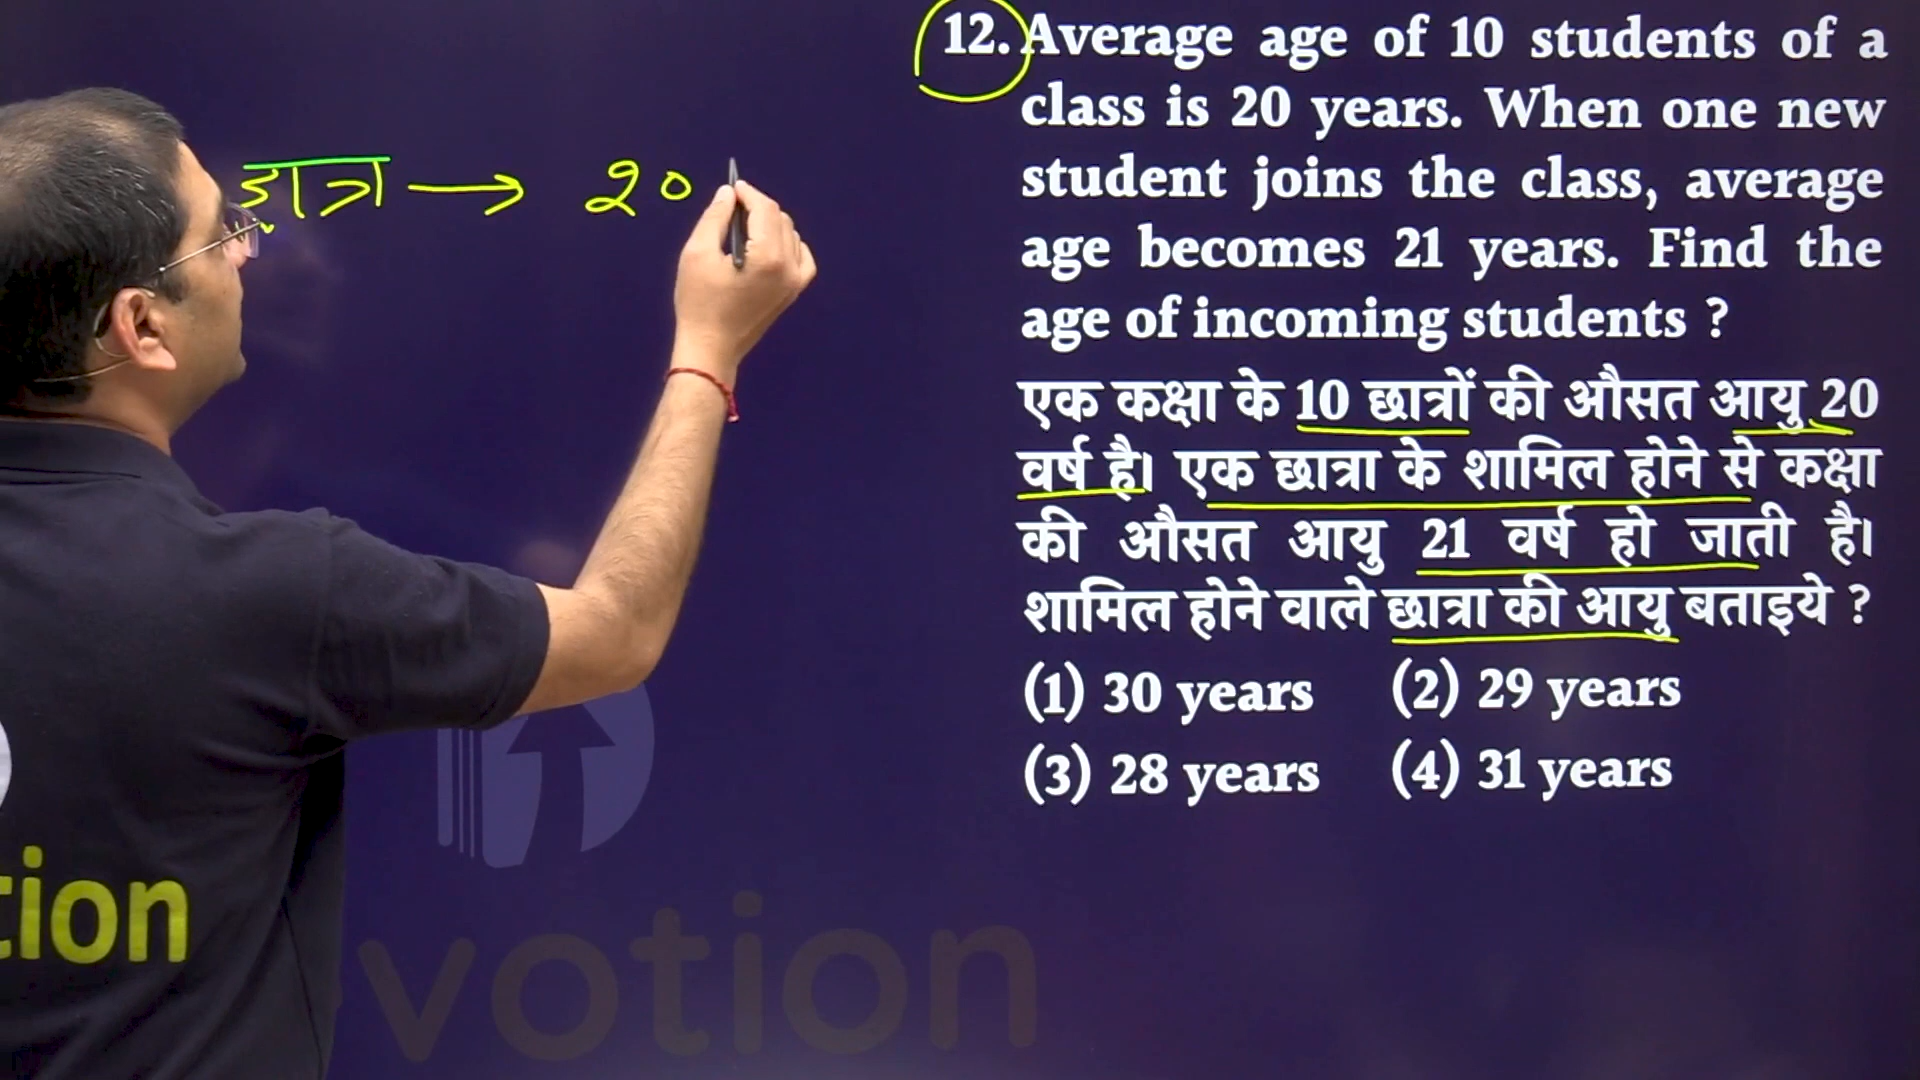 12. Average age of 10 students of a
class is 20 years. When one new
student joins the class, average
age becomes 21 years. Find the
age of incoming students ?
एक कक्षा के 10 छात्रों की औसत आयु 20
वर्ष है। एक छात्रा के शामिल होने से कक्षा
की औसत आयु 21 वर्ष हो जाती है।
शामिल होने वाले छात्रा की आयु बताइये ?
(1) 30 years (2) 29 years
(3) 28 years (4) 31 years
छात्र → 20
tion
votion